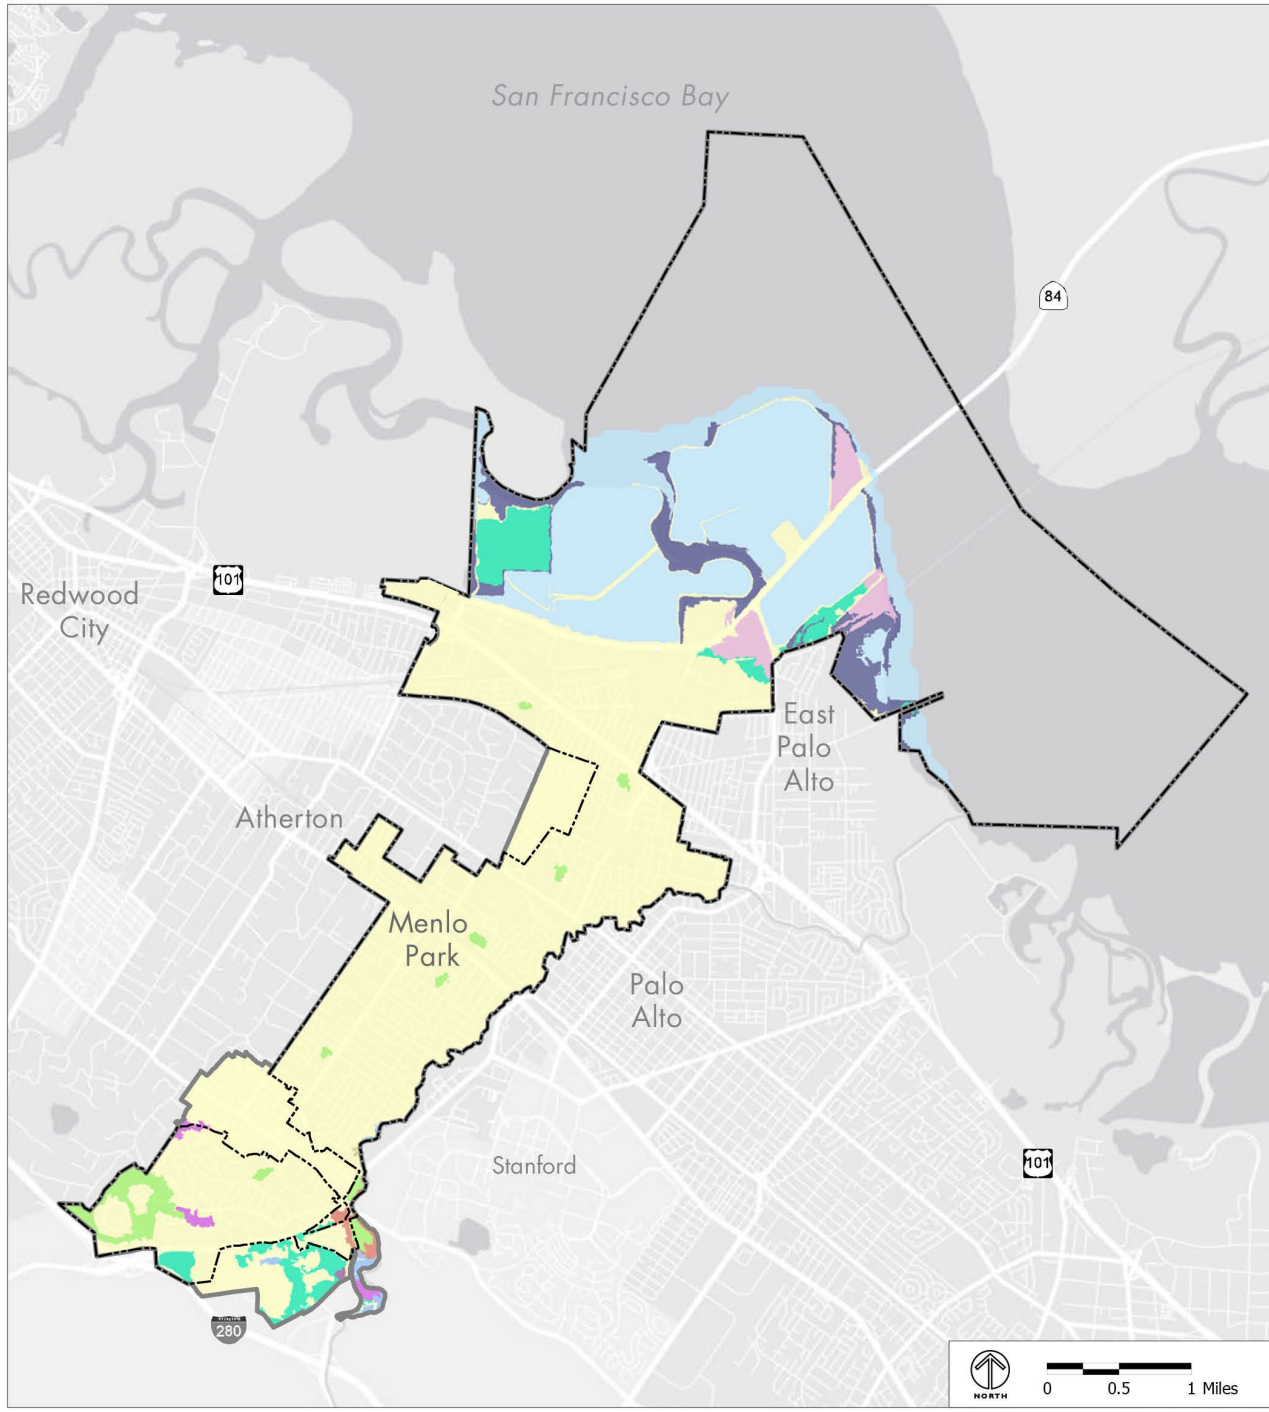 San Francisco Bay
84
101
Redwood
City
East
Palo
Alto
Atherton
Menlo
Park
Palo
Alto
Stanford
101
280
NORTH
0 0.5 1 Miles